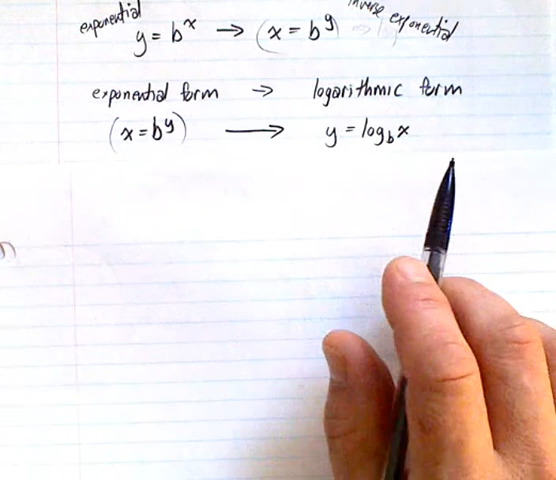 exponential inverse exponential
y = b^x → (x = b^y)
exponential form → logarithmic form
(x = b^y) → y = log_b x